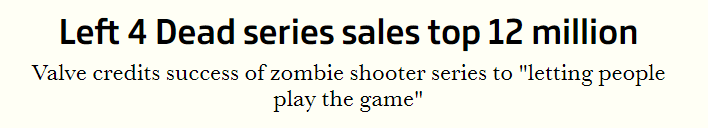 Left 4 Dead series sales top 12 million
Valve credits success of zombie shooter series to "letting people
play the game"